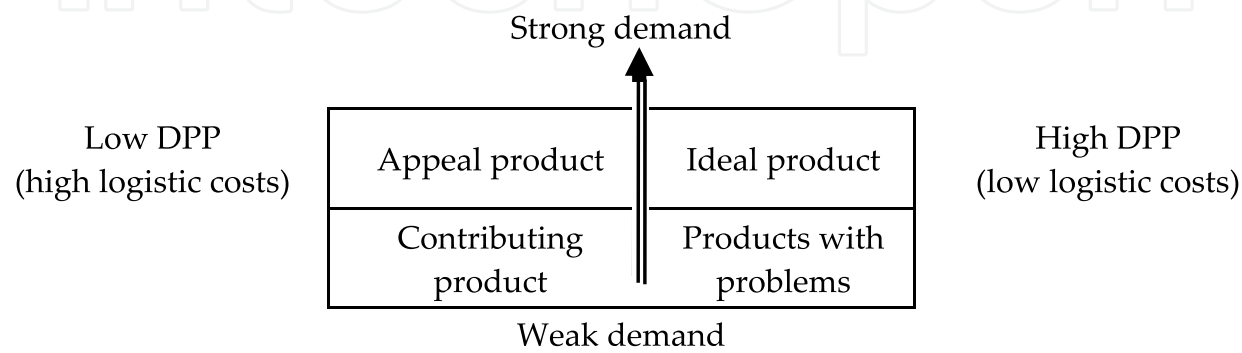 Strong demand
Low DPP
(high logistic costs)
Appeal product
Ideal product
High DPP
(low logistic costs)
Contributing
product
Products with
problems
Weak demand